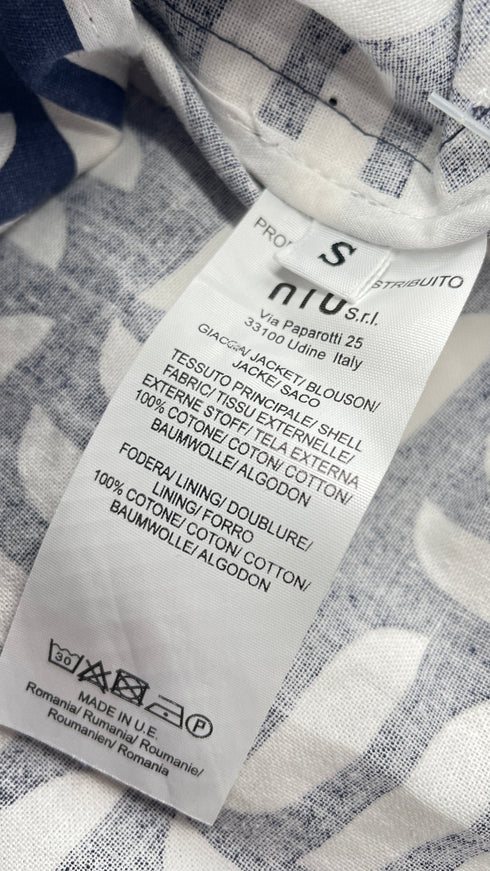 S
STRIBUITO
niu s.r.l.
Via Paparotti 25
33100 Udine Italy
GIACCA/ JACKET/ BLOUSON/
JACKE/ SACO
TESSUTO PRINCIPALE/ SHELL
FABRIC/ TISSU EXTERNELLE/
EXTERNE STOFF/ TELA EXTERNA
100% COTONE/ COTON/ COTTON/
BAUMWOLLE/ ALGODON
FODERA/ LINING/ DOUBLURE/
LINING/ FORRO
100% COTONE/ COTON/ COTTON/
BAUMWOLLE/ ALGODON
30
P
MADE IN U.E.
Romania/ Rumania/ Roumanie/
Roumanien/ Romania